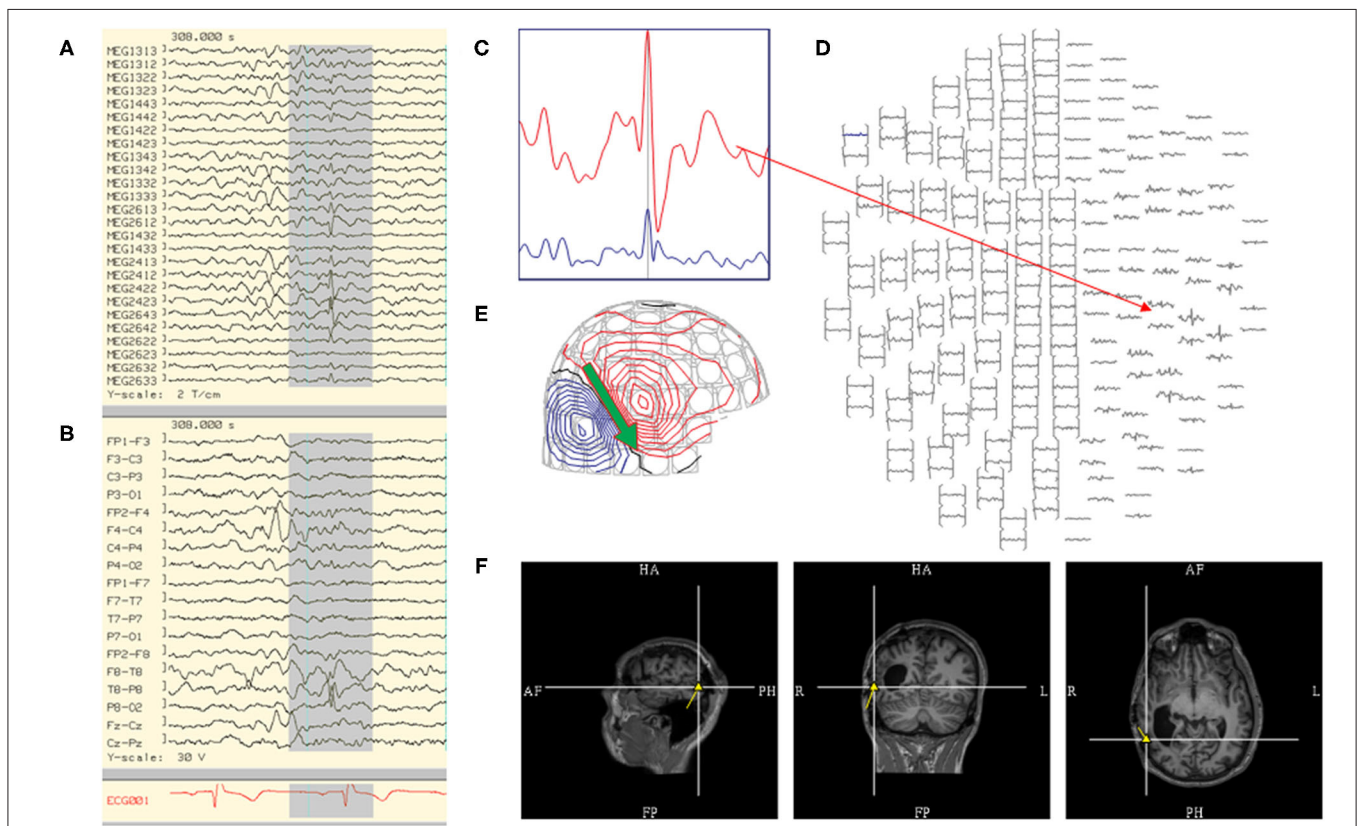 A
308.000 s
MEG1313
MEG1312
MEG1322
MEG1323
MEG1443
MEG1442
MEG1422
MEG1423
MEG1343
MEG1342
MEG1332
MEG1333
MEG2613
MEG2612
MEG1432
MEG1433
MEG2413
MEG2412
MEG2422
MEG2423
MEG2643
MEG2642
MEG2622
MEG2623
MEG2632
MEG2633
Y-scale: 2 T/cm
B
308.000 s
FP1-F3
F3-C3
C3-P3
P3-O1
FP2-F4
F4-C4
C4-P4
P4-O2
FP1-F7
F7-T7
T7-P7
P7-O1
FP2-F8
F8-T8
T8-P8
P8-O2
Fz-Cz
Cz-Pz
Y-scale: 30 V
ECG001
C
D
E
F
HA
AF
PH
FP
HA
R
L
FP
AF
R
L
PH